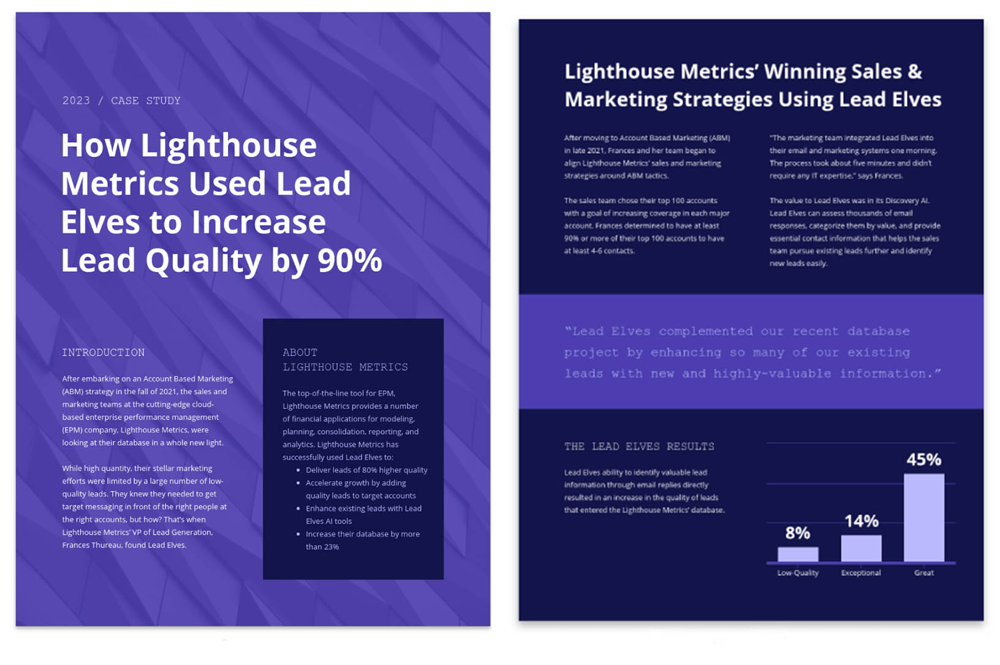 2023 / CASE STUDY
How Lighthouse
Metrics Used Lead
Elves to Increase
Lead Quality by 90%
INTRODUCTION
After embarking on an Account Based Marketing
(ABM) strategy in the fall of 2021, the sales and
marketing teams at the cutting-edge cloud-
based enterprise performance management
(EPM) company, Lighthouse Metrics, were
looking at their database in a whole new light.
While high quantity, their stellar marketing
efforts were limited by a large number of low-
quality leads. They knew they needed to get
target messaging in front of the right people at
the right accounts, but how? That's when
Lighthouse Metrics' VP of Lead Generation,
Frances Thureau, found Lead Elves.
ABOUT
LIGHTHOUSE METRICS
The top-of-the-line tool for EPM,
Lighthouse Metrics provides a number
of financial applications for modeling,
planning, consolidation, reporting, and
analytics. Lighthouse Metrics has
successfully used Lead Elves to:
• Deliver leads of 80% higher quality
• Accelerate growth by adding
quality leads to target accounts
• Enhance existing leads with Lead
Elves AI tools
• Increase their database by more
than 23%
Lighthouse Metrics' Winning Sales &
Marketing Strategies Using Lead Elves
After moving to Account Based Marketing (ABM)
in late 2021, Frances and her team began to
align Lighthouse Metrics' sales and marketing
strategies around ABM tactics.
The sales team chose their top 100 accounts
with a goal of increasing coverage in each major
account. Frances determined to have at least
90% or more of their top 100 accounts to have
at least 4-6 contacts.
"The marketing team integrated Lead Elves into
their email and marketing systems one morning.
The process took about five minutes and didn't
require any IT expertise." says Frances.
The value to Lead Elves was in its Discovery AI.
Lead Elves can assess thousands of email
responses, categorize them by value, and provide
essential contact information that helps the sales
team pursue existing leads further and identify
new leads easily.
"Lead Elves complemented our recent database
project by enhancing so many of our existing
leads with new and highly-valuable information."
THE LEAD ELVES RESULTS
Lead Elves ability to identify valuable lead
information through email replies directly
resulted in an increase in the quality of leads
that entered the Lighthouse Metrics' database.
8%
14%
45%
Low-Quality
Exceptional
Great